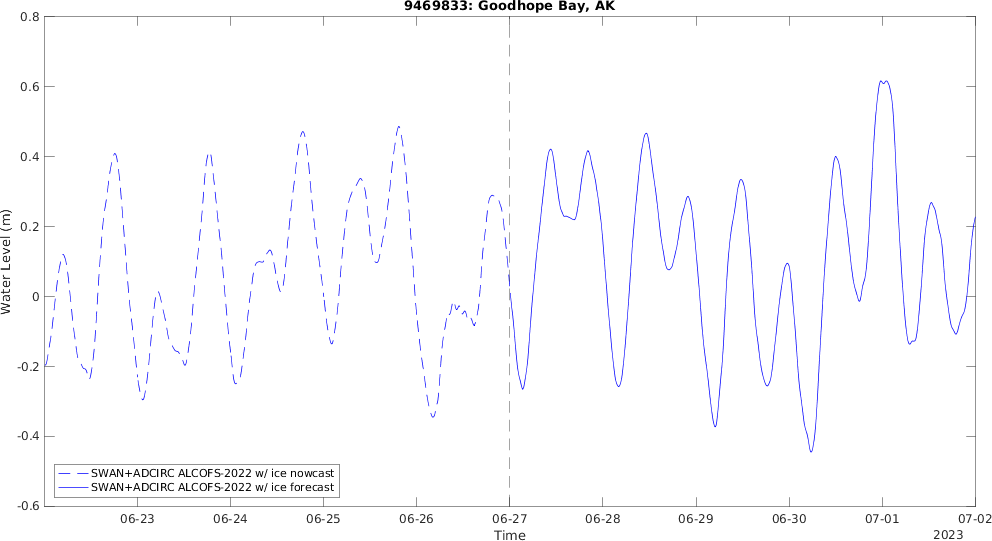 9469833: Goodhope Bay, AK
0.8
0.6
0.4
0.2
0
-0.2
-0.4
-0.6
Water Level (m)
SWAN+ADCIRC ALCOFS-2022 w/ ice nowcast
SWAN+ADCIRC ALCOFS-2022 w/ ice forecast
06-23 06-24 06-25 06-26 06-27 06-28 06-29 06-30 07-01 07-02
Time
2023